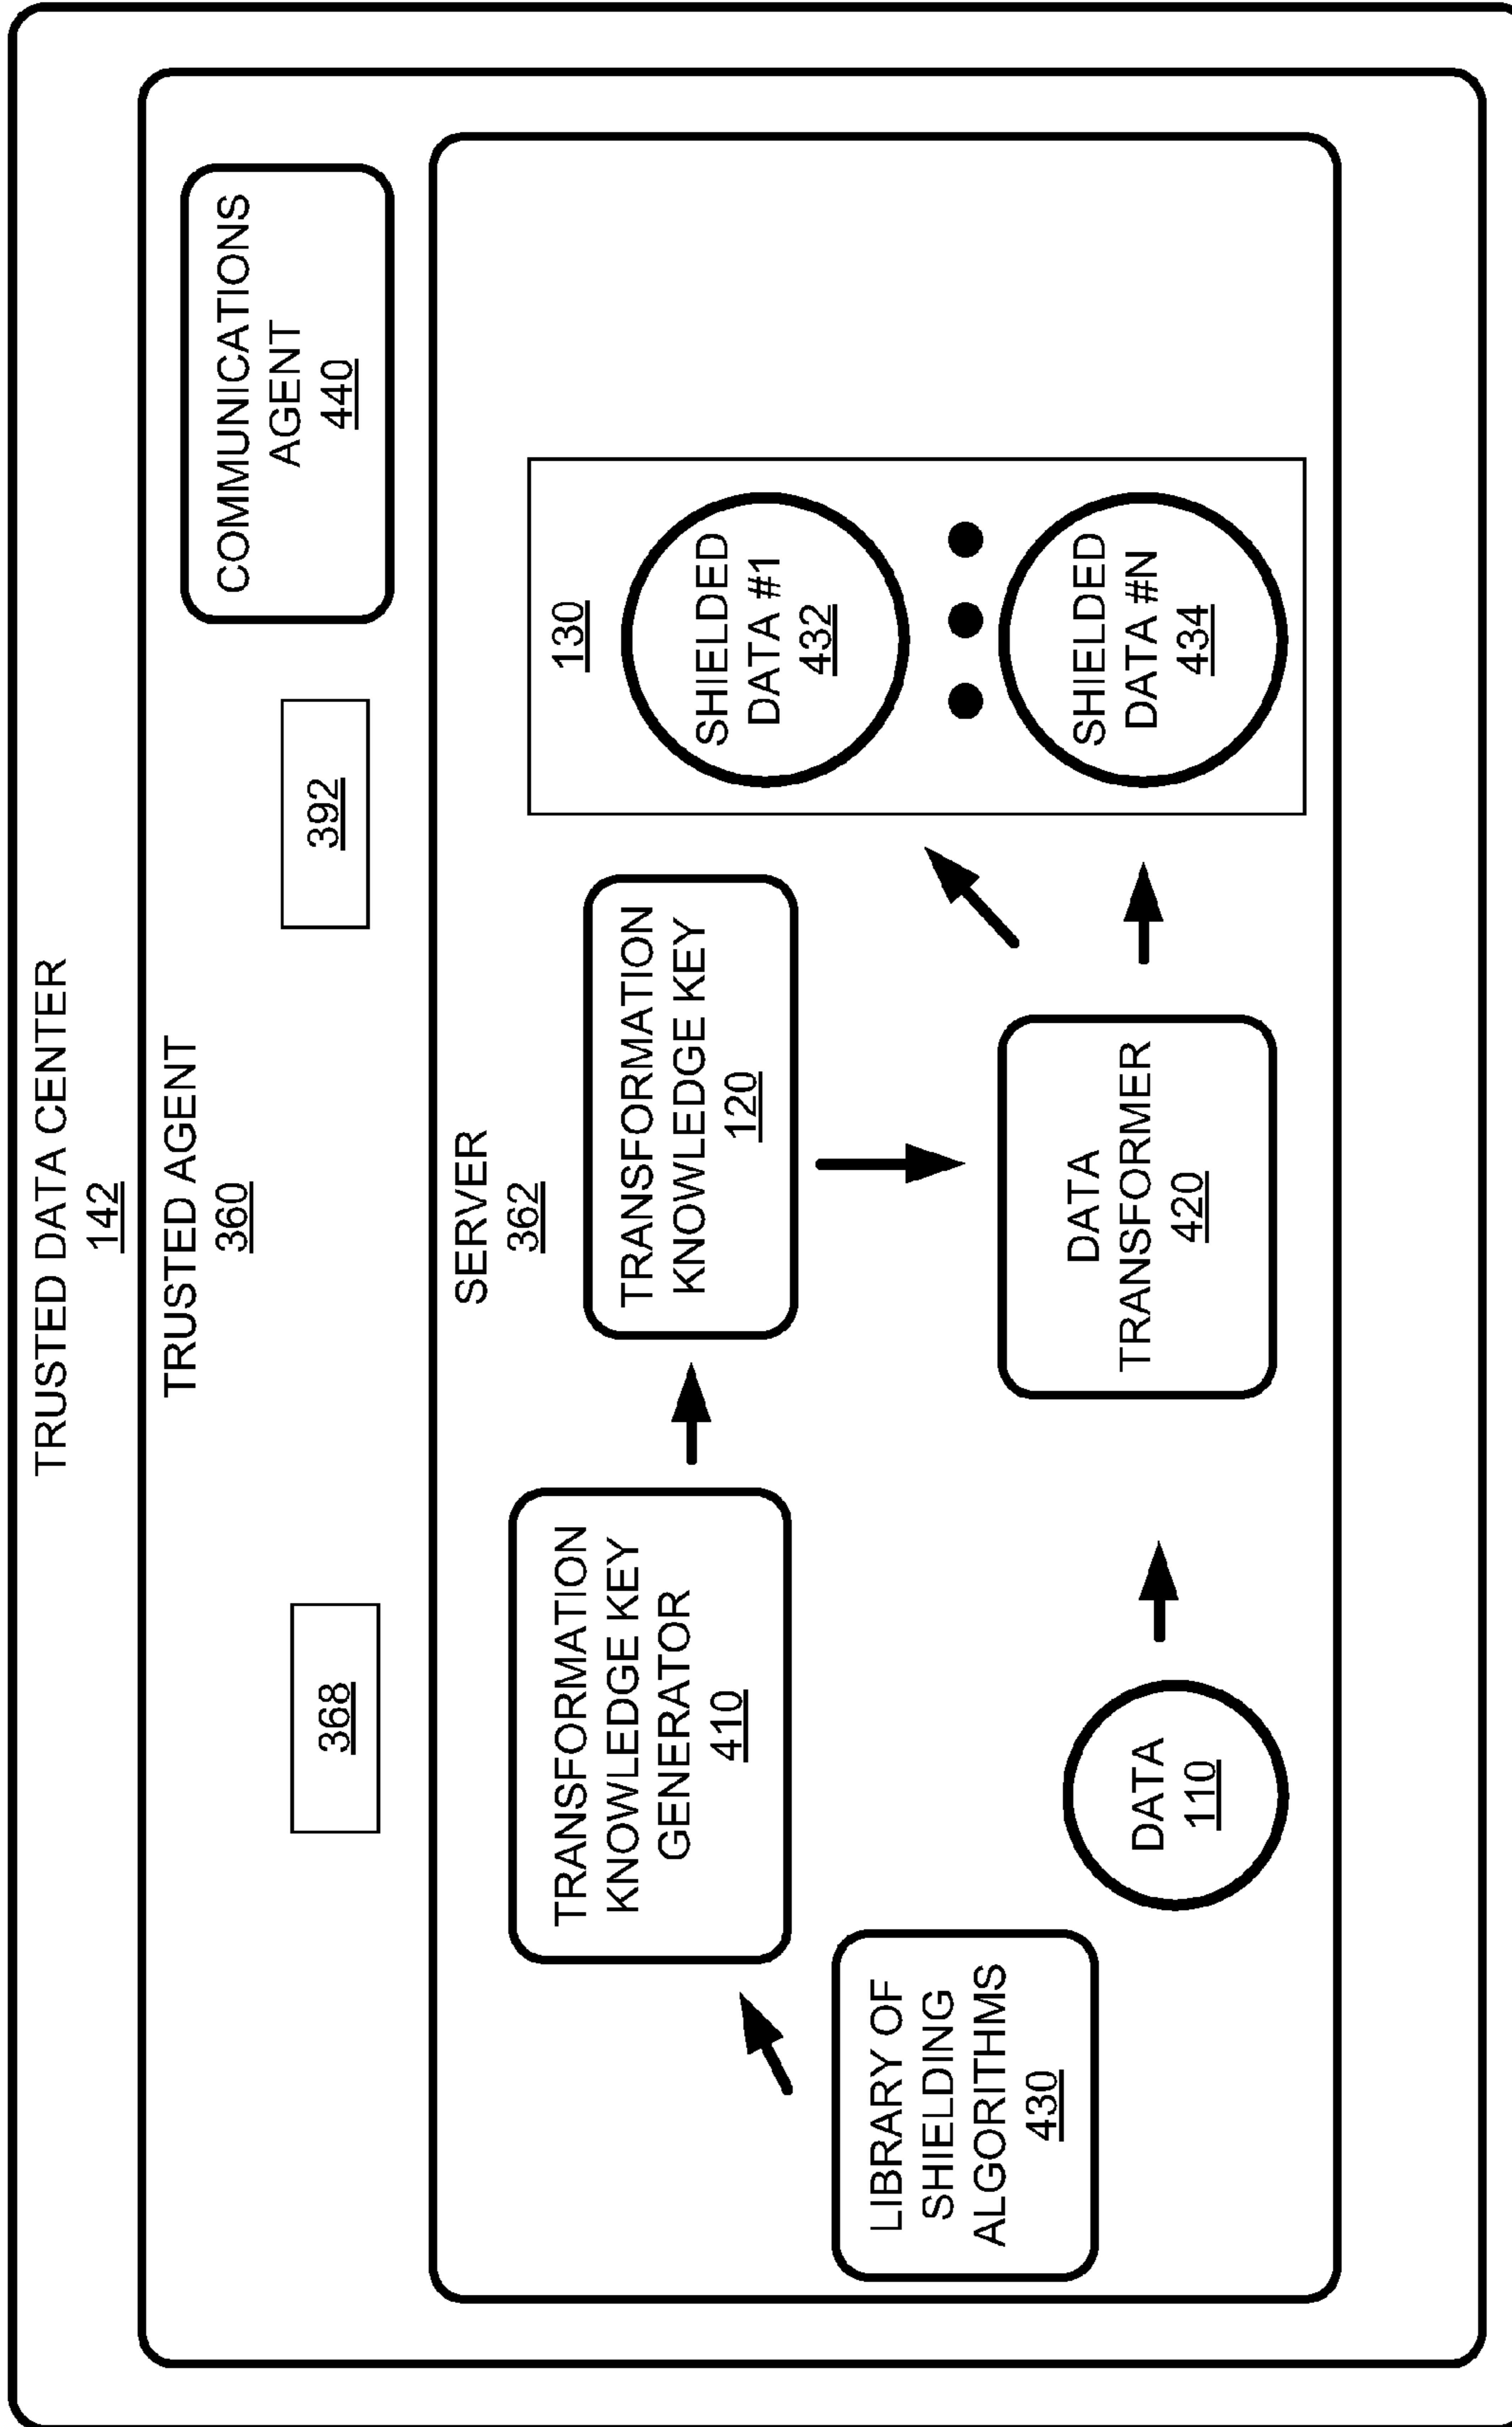 TRUSTED DATA CENTER
142
TRUSTED AGENT
360
368
392
COMMUNICATIONS
AGENT
440
SERVER
362
TRANSFORMATION
KNOWLEDGE KEY
GENERATOR
410
TRANSFORMATION
KNOWLEDGE KEY
120
130
SHIELDED
DATA #1
432
LIBRARY OF
SHIELDING
ALGORITHMS
430
DATA
110
DATA
TRANSFORMER
420
SHIELDED
DATA #N
434